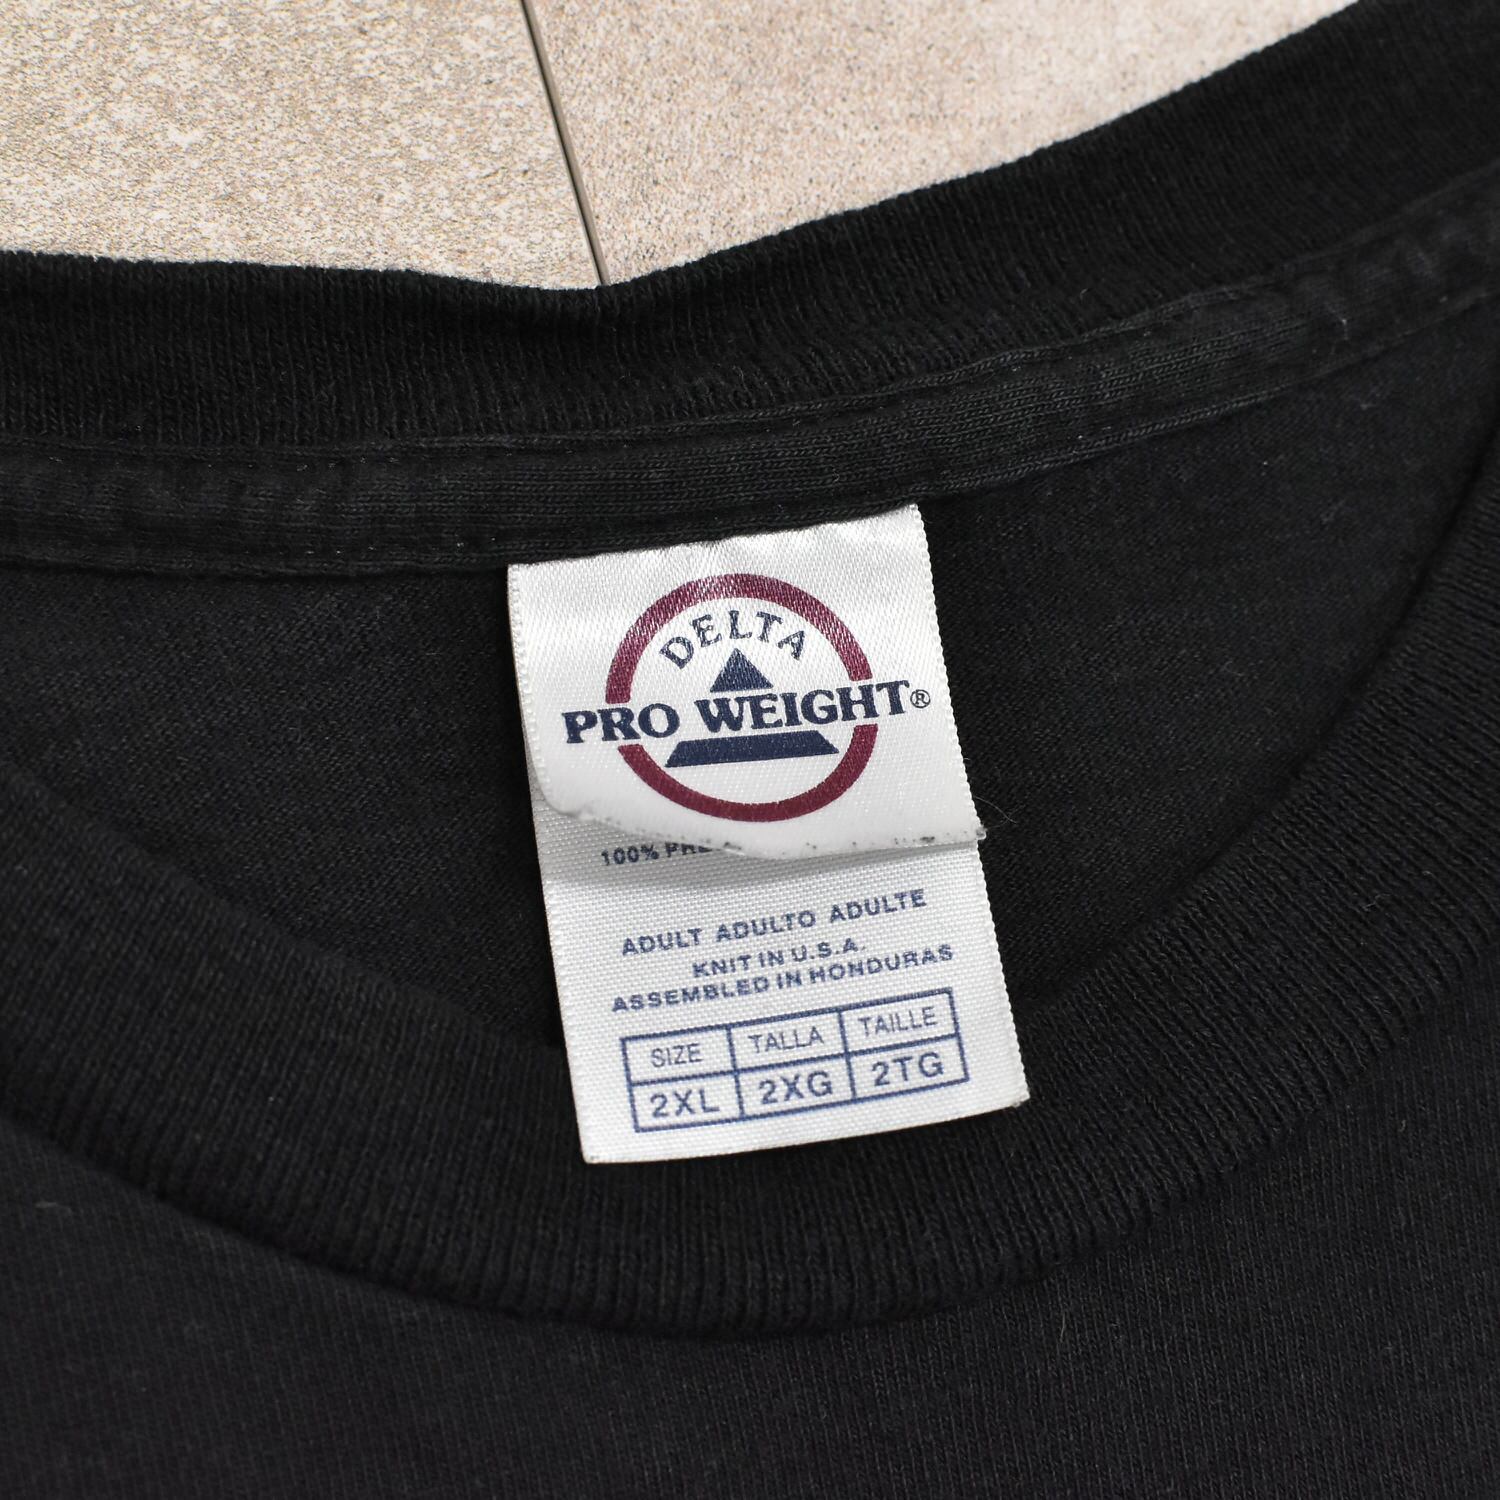 DELTA
PRO WEIGHT®
100%
ADULT ADULTO ADULTE
KNIT IN U.S.A.
ASSEMBLED IN HONDURAS
SIZE TALLA TAILLE
2XL 2XG 2TG